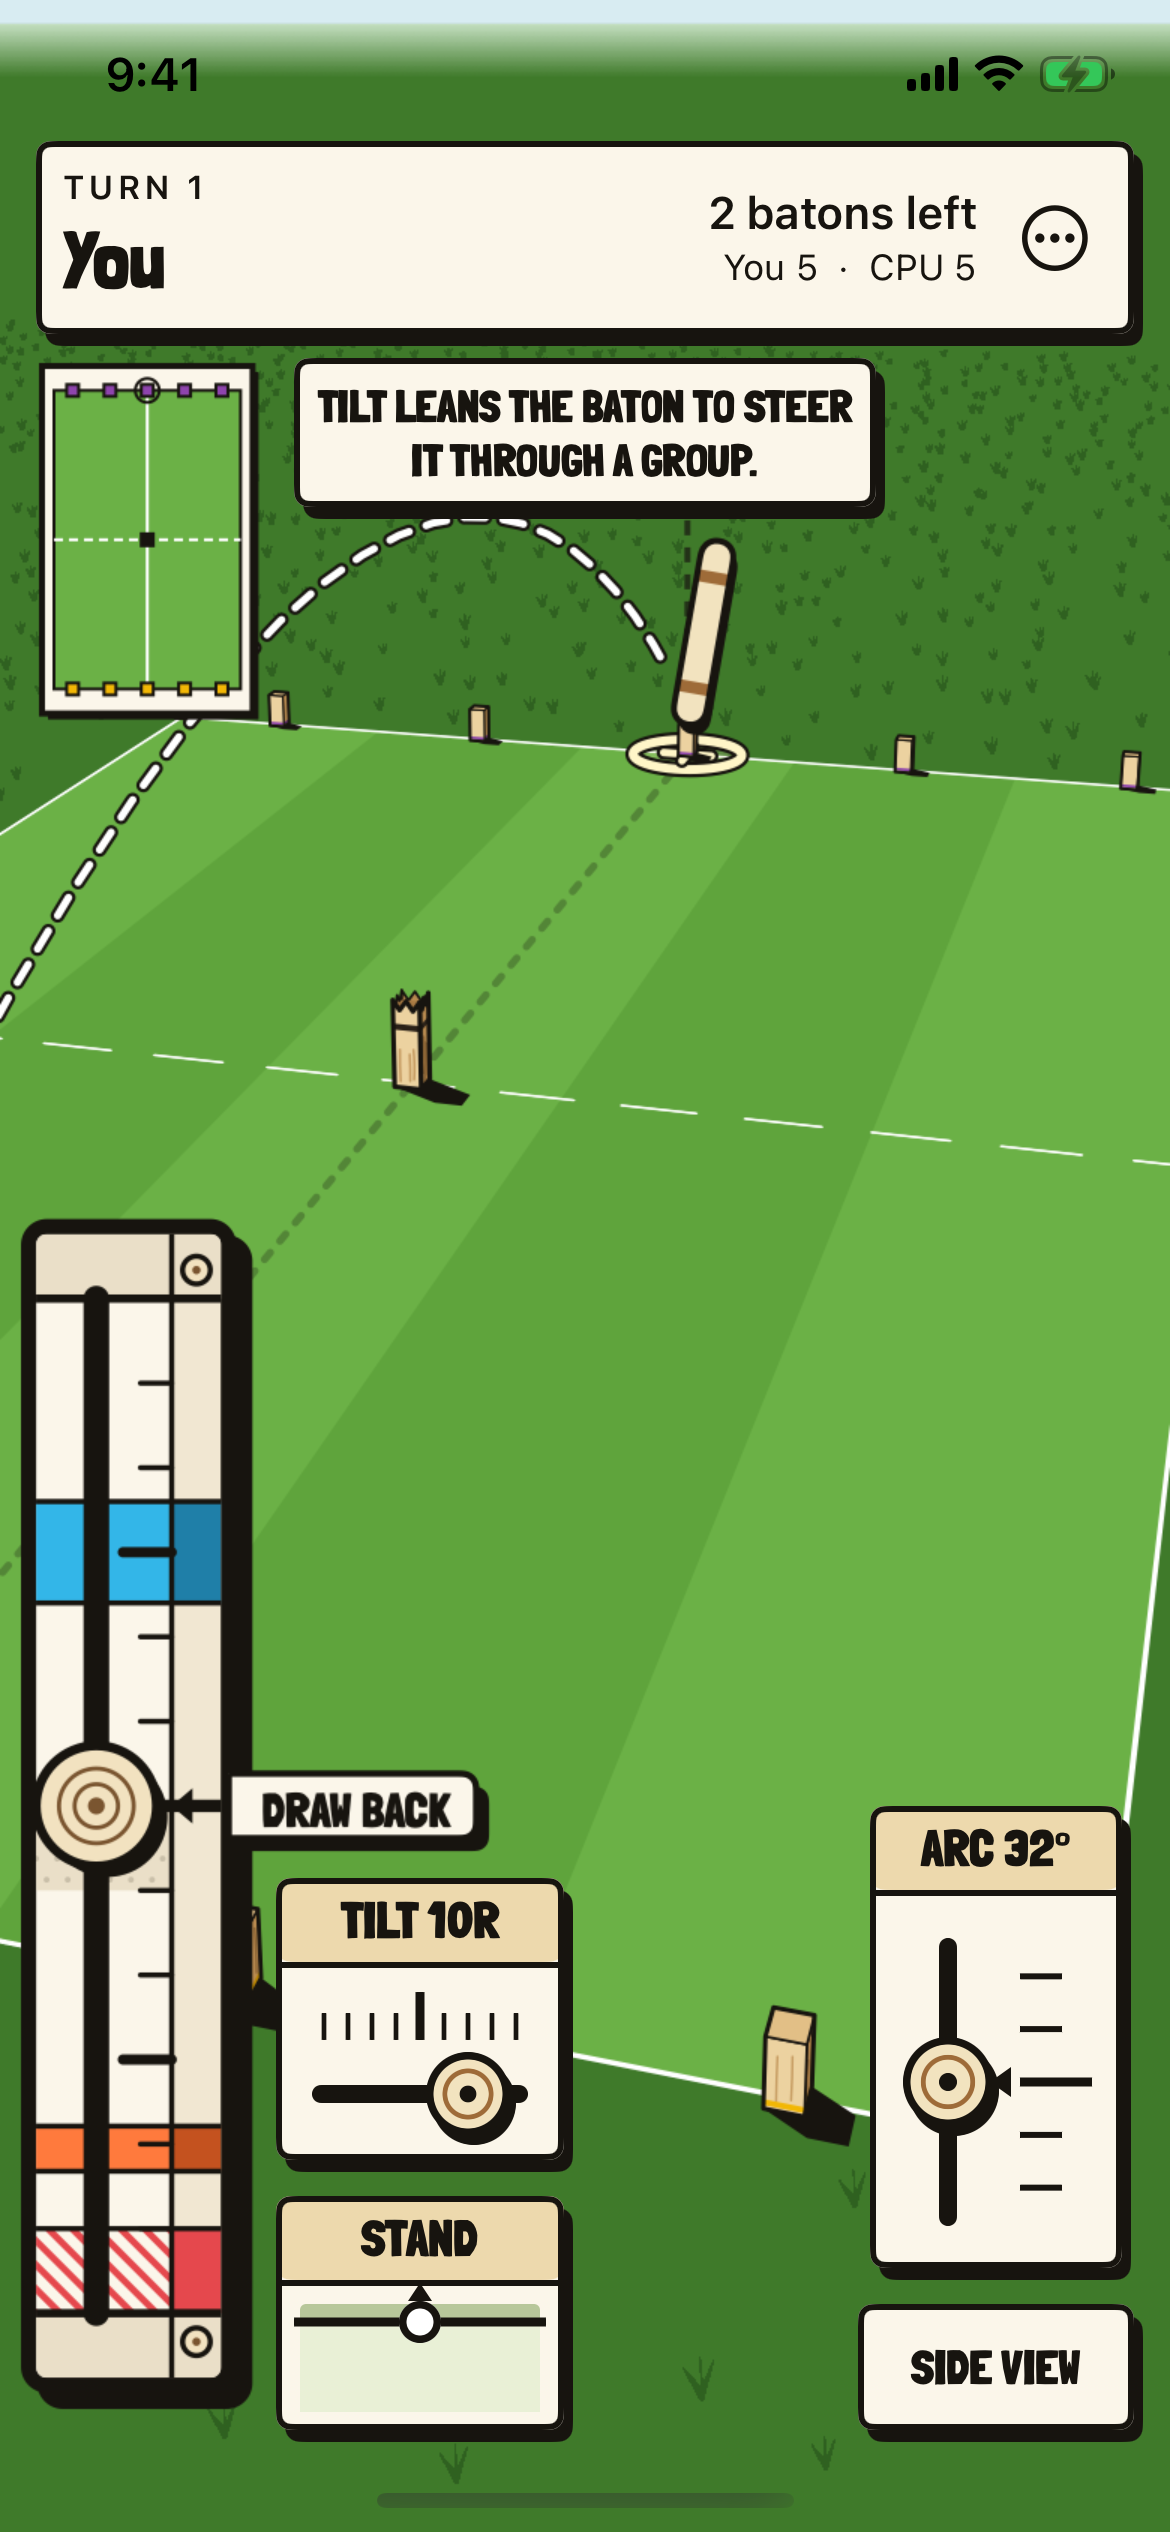 9:41
TURN 1
You
2 batons left
You 5 · CPU 5
TILT LEANS THE BATON TO STEER
IT THROUGH A GROUP.
DRAW BACK
TILT 10R
ARC 32°
STAND
SIDE VIEW